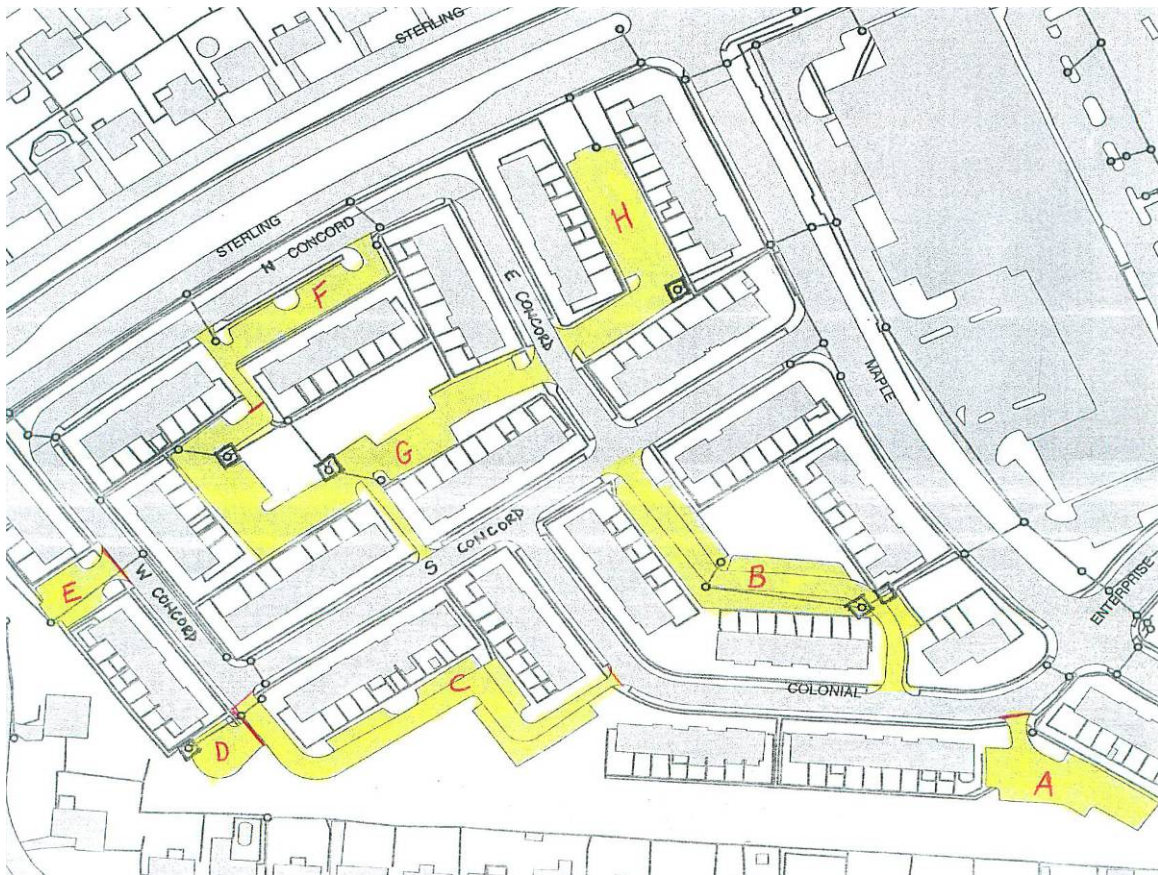 STERLING
STERLING
N CONCORD
H
F
E CONCORD
MAPLE
G
S CONCORD
B
E
W CONCORD
ENTERPRISE
C
COLONIAL
D
A